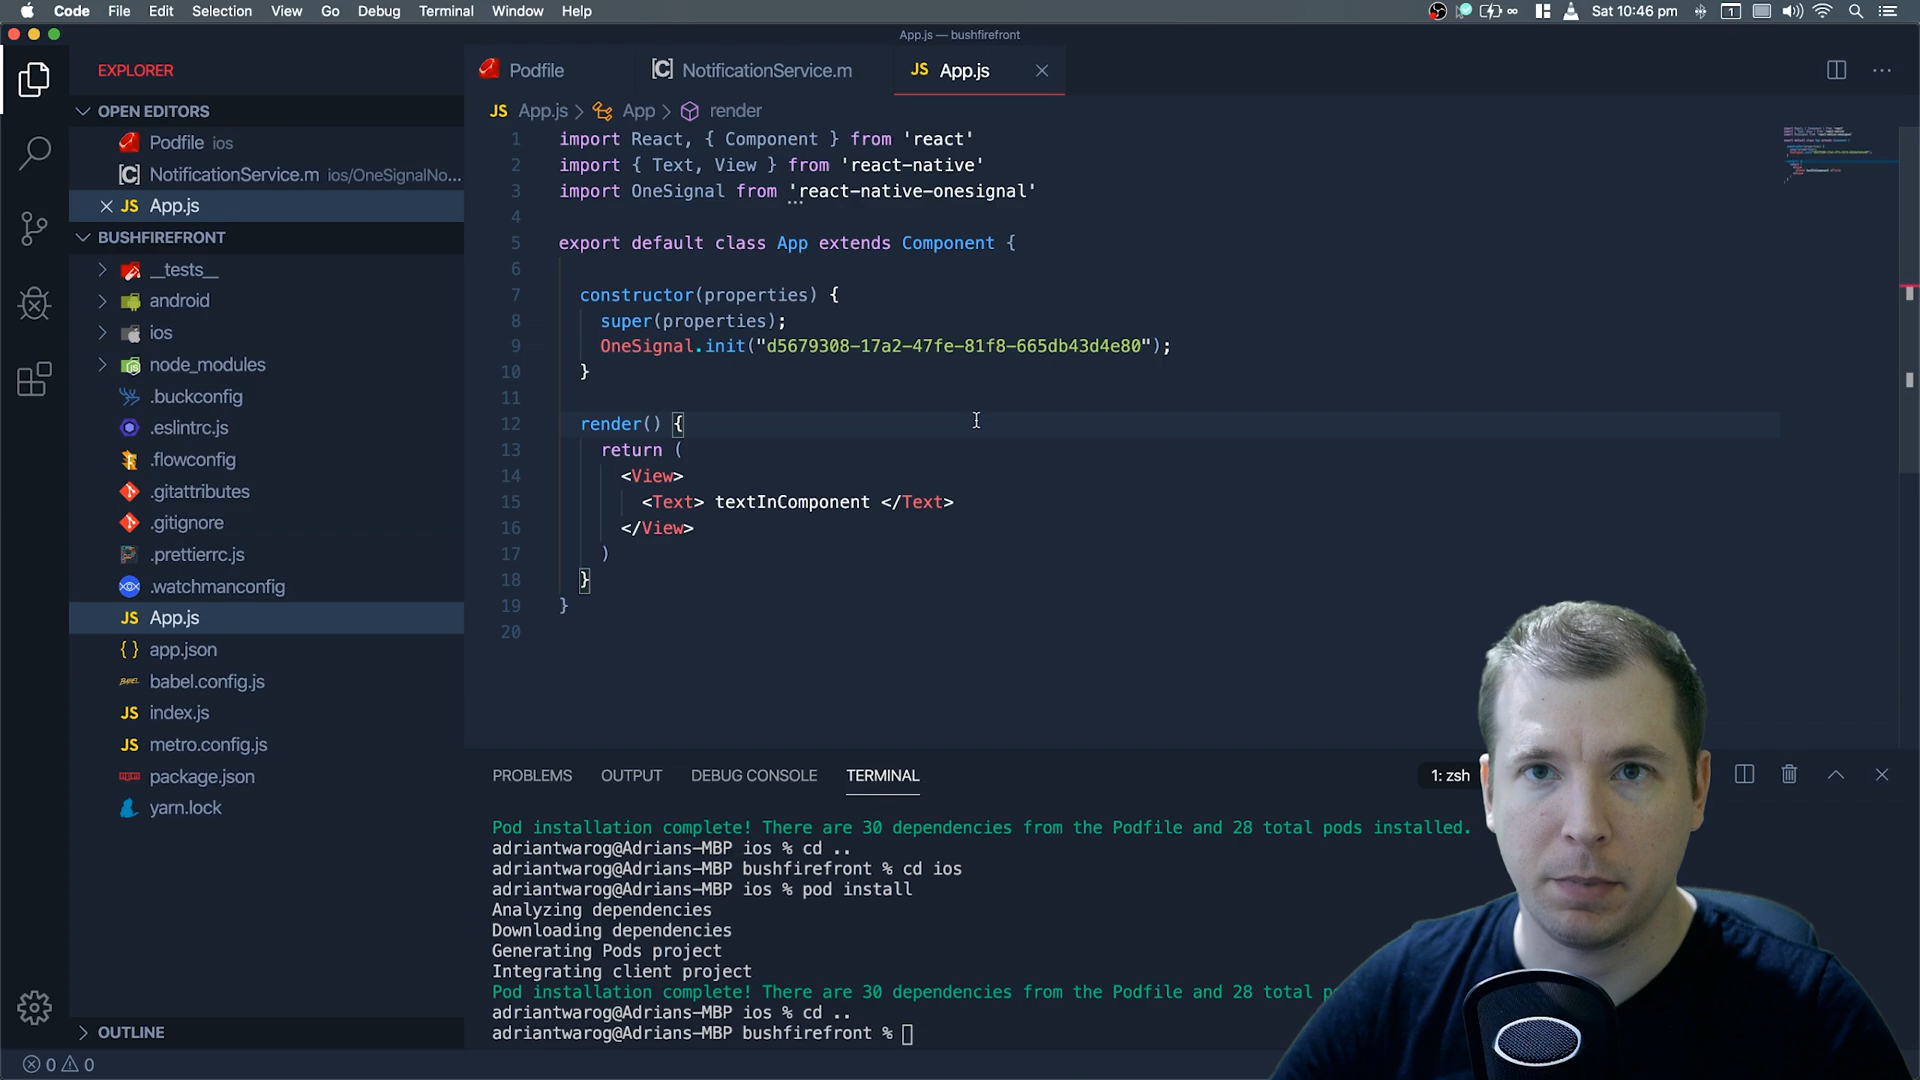 Code File Edit Selection View Go Debug Terminal Window Help
Sat 10:46 pm 1
App.js — bushfirefront
EXPLORER
OPEN EDITORS
Podfile ios
NotificationService.m ios/OneSignalNo...
JS App.js
BUSHFIREFRONT
__tests__
android
ios
node_modules
.buckconfig
.eslintrc.js
.flowconfig
.gitattributes
.gitignore
.prettierrc.js
.watchmanconfig
JS App.js
{ } app.json
BABEL babel.config.js
JS index.js
JS metro.config.js
package.json
yarn.lock
OUTLINE
0 0
Podfile
[C] NotificationService.m
JS App.js
JS App.js > App > render
1 import React, { Component } from 'react'
2 import { Text, View } from 'react-native'
3 import OneSignal from 'react-native-onesignal'
4
5 export default class App extends Component {
6
7 constructor(properties) {
8 super(properties);
9 OneSignal.init("d5679308-17a2-47fe-81f8-665db43d4e80");
10 }
11
12 render() {
13 return (
14 <View>
15 <Text> textInComponent </Text>
16 </View>
17 )
18 }
19 }
20
PROBLEMS OUTPUT DEBUG CONSOLE TERMINAL
1: zsh
Pod installation complete! There are 30 dependencies from the Podfile and 28 total pods installed.
adriantwarog@Adrians-MBP ios % cd ..
adriantwarog@Adrians-MBP bushfirefront % cd ios
adriantwarog@Adrians-MBP ios % pod install
Analyzing dependencies
Downloading dependencies
Generating Pods project
Integrating client project
Pod installation complete! There are 30 dependencies from the Podfile and 28 total p
adriantwarog@Adrians-MBP ios % cd ..
adriantwarog@Adrians-MBP bushfirefront %